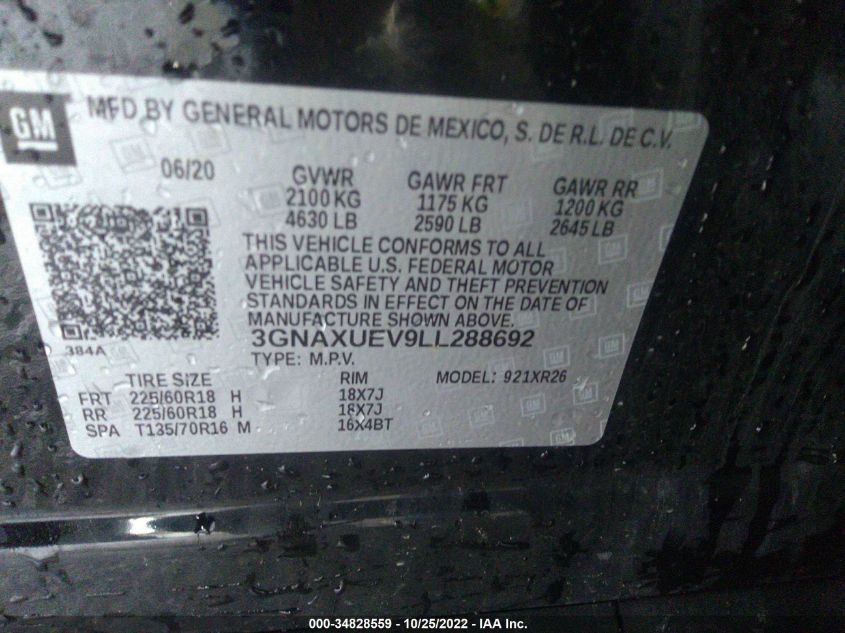 GM
MFD BY GENERAL MOTORS DE MEXICO, S. DE R.L. DE C.V.
06/20 GVWR GAWR FRT GAWR RR
2100 KG 1175 KG 1200 KG
4630 LB 2590 LB 2645 LB
THIS VEHICLE CONFORMS TO ALL
APPLICABLE U.S. FEDERAL MOTOR
VEHICLE SAFETY AND THEFT PREVENTION
STANDARDS IN EFFECT ON THE DATE OF
MANUFACTURE SHOWN ABOVE.
384A 3GNAXUEV9LL288692
TYPE: M.P.V.
TIRE SIZE RIM MODEL: 921XR26
FRT 225/60R18 H 18X7J
RR 225/60R18 H 18X7J
SPA T135/70R16 M 16X4BT
000-34828559 - 10/25/2022 - IAA Inc.